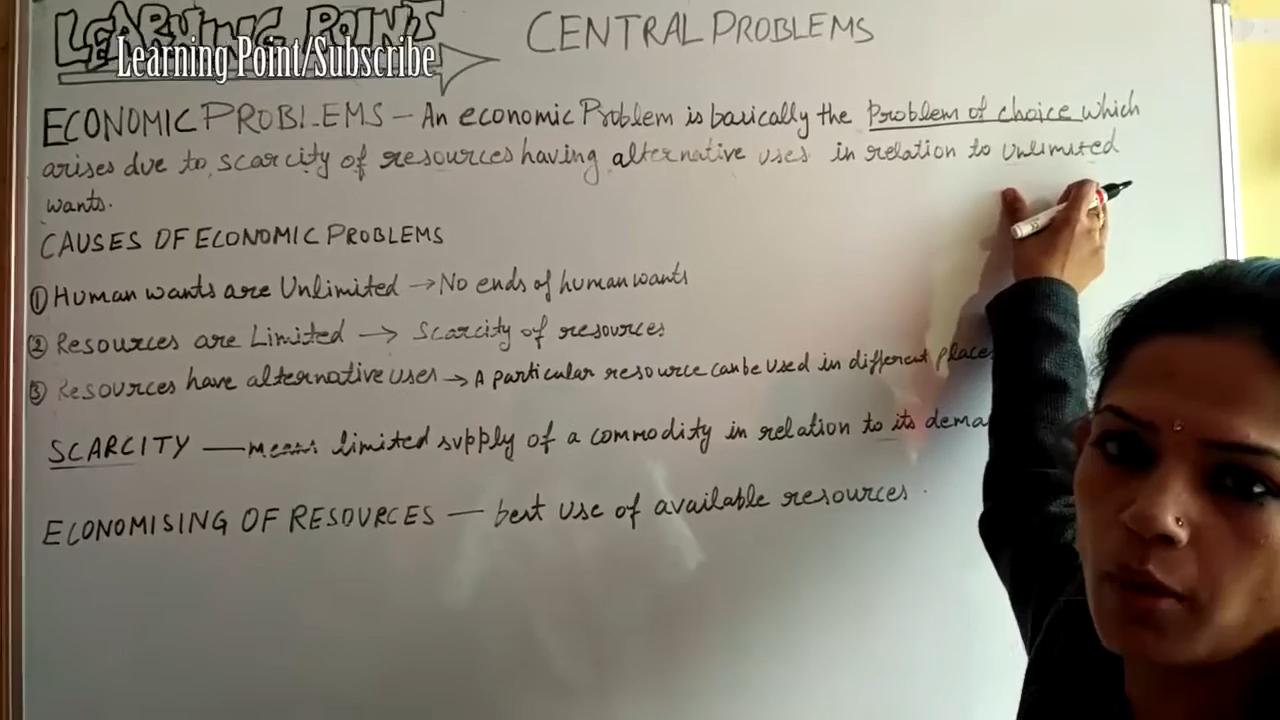 LEARNING POINT
Learning Point/Subscribe
CENTRAL PROBLEMS
ECONOMIC PROBLEMS – An economic Problem is basically the Problem of choice which
arises due to scarcity of resources having alternative uses in relation to unlimited
wants.
CAUSES OF ECONOMIC PROBLEMS
① Human wants are Unlimited → No ends of human wants
② Resources are Limited → Scarcity of resources
③ Resources have alternative uses → A particular resource can be used in different places
SCARCITY — means limited supply of a commodity in relation to its dema
ECONOMISING OF RESOURCES — best use of available resources.